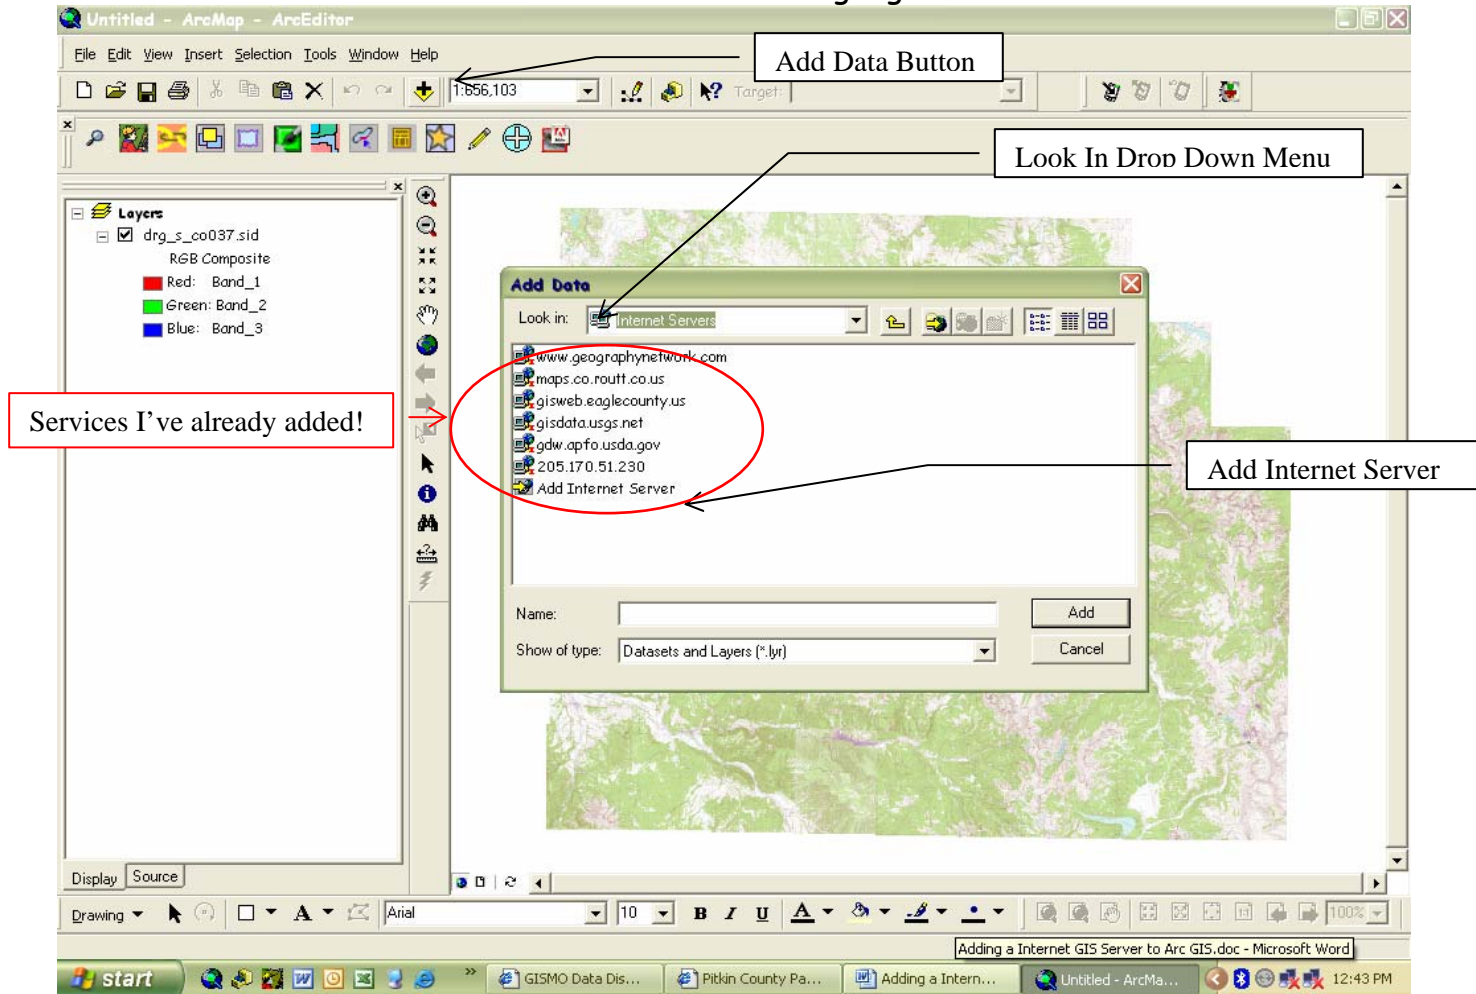 Untitled - ArcMap - ArcEditor
File Edit View Insert Selection Tools Window Help
Add Data Button
1:656,103
Target:
Look In Drop Down Menu
Layers
drg_s_co037.sid
RGB Composite
Red: Band_1
Green: Band_2
Blue: Band_3
Add Data
Look in: Internet Servers
www.geographynetwork.com
maps.co.routt.co.us
gisweb.eaglecounty.us
gisdata.usgs.net
gdw.apfo.usda.gov
205.170.51.230
Add Internet Server
Services I've already added!
Add Internet Server
Name:
Add
Show of type: Datasets and Layers (*.lyr)
Cancel
Display Source
Drawing
A
Arial
10
B I U A
100%
Adding a Internet GIS Server to Arc GIS.doc - Microsoft Word
start
GISMO Data Dis...
Pitkin County Pa...
Adding a Intern...
Untitled - ArcMa...
12:43 PM